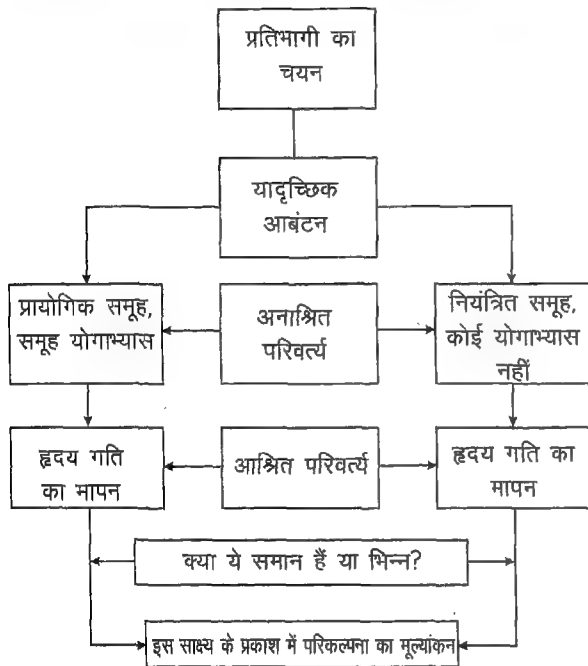 प्रतिभागी का
चयन
यादृच्छिक
आबंटन
प्रायोगिक समूह,
समूह योगाभ्यास
अनाश्रित
परिवर्त्य
नियंत्रित समूह,
कोई योगाभ्यास
नहीं
हृदय गति
का मापन
आश्रित परिवर्त्य
हृदय गति का
मापन
क्या ये समान हैं या भिन्न?
इस साक्ष्य के प्रकाश में परिकल्पना का मूल्यांकन